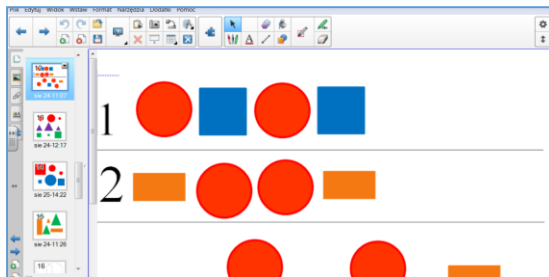 Plik Edytuj Widok Wstaw Format Narzędzia Dodatki Pomoc
1
2
sie 24-11:07
sie 24-12:17
sie 25-14:22
sie 24-11:26